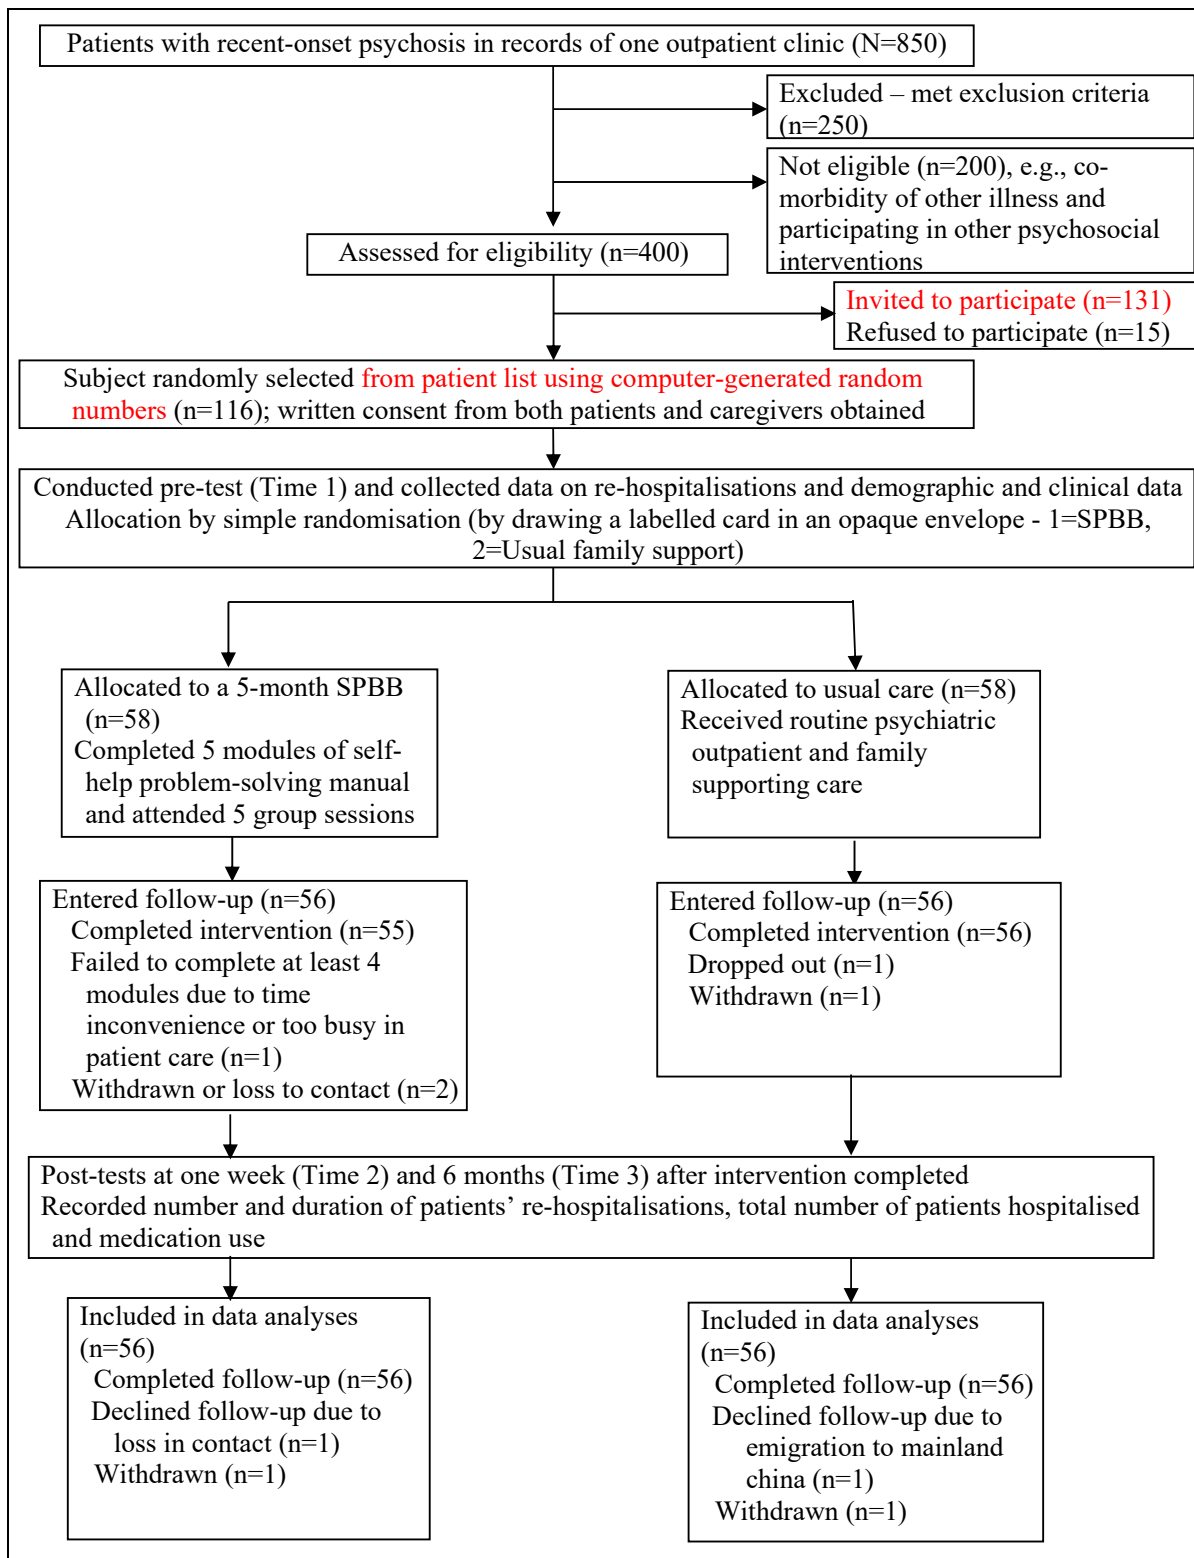 Patients with recent-onset psychosis in records of one outpatient clinic (N=850)
Excluded – met exclusion criteria
(n=250)
Not eligible (n=200), e.g., co-
morbidity of other illness and
participating in other psychosocial
interventions
Assessed for eligibility (n=400)
Invited to participate (n=131)
Refused to participate (n=15)
Subject randomly selected from patient list using computer-generated random
numbers (n=116); written consent from both patients and caregivers obtained
Conducted pre-test (Time 1) and collected data on re-hospitalisations and demographic and clinical data
Allocation by simple randomisation (by drawing a labelled card in an opaque envelope - 1=SPBB,
2=Usual family support)
Allocated to a 5-month SPBB
(n=58)
Completed 5 modules of self-
help problem-solving manual
and attended 5 group sessions
Allocated to usual care (n=58)
Received routine psychiatric
outpatient and family
supporting care
Entered follow-up (n=56)
Completed intervention (n=55)
Failed to complete at least 4
modules due to time
inconvenience or too busy in
patient care (n=1)
Withdrawn or loss to contact (n=2)
Entered follow-up (n=56)
Completed intervention (n=56)
Dropped out (n=1)
Withdrawn (n=1)
Post-tests at one week (Time 2) and 6 months (Time 3) after intervention completed
Recorded number and duration of patients’ re-hospitalisations, total number of patients hospitalised
and medication use
Included in data analyses
(n=56)
Completed follow-up (n=56)
Declined follow-up due to
loss in contact (n=1)
Withdrawn (n=1)
Included in data analyses
(n=56)
Completed follow-up (n=56)
Declined follow-up due to
emigration to mainland
china (n=1)
Withdrawn (n=1)